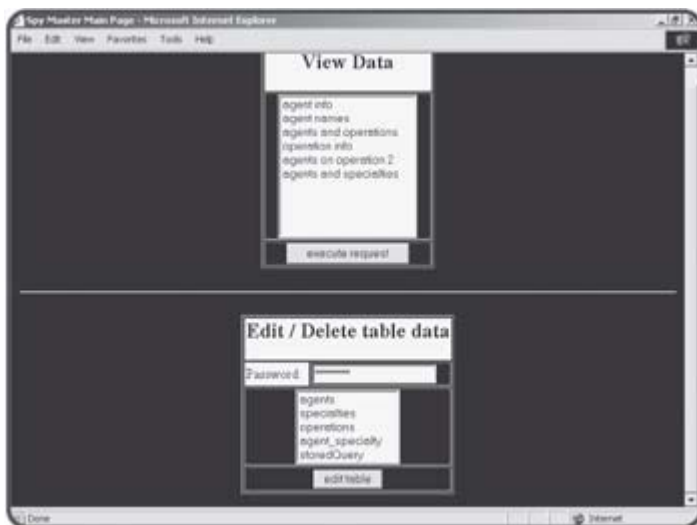 Spy Master Main Page - Microsoft Internet Explorer
File Edit View Favorites Tools Help
View Data
agent info
agent names
agents and operations
operation info
agents on operation 2
agents and specialties
execute request
Edit / Delete table data
Password
agents
specialties
operations
agent_specialty
storedQuery
edit table
Done
Internet